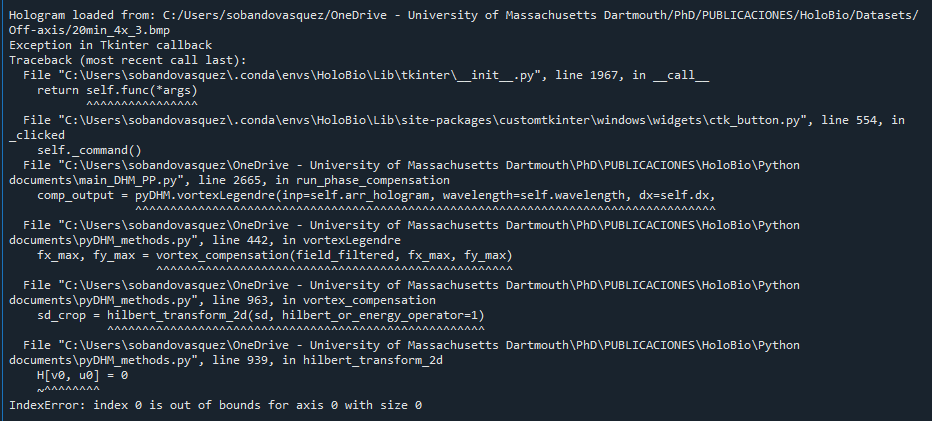 Hologram loaded from: C:/Users/sobandovasquez/OneDrive - University of Massachusetts Dartmouth/PhD/PUBLICACIONES/HoloBio/Datasets/
Off-axis/20min_4x_3.bmp
Exception in Tkinter callback
Traceback (most recent call last):
  File "C:\Users\sobandovasquez\.conda\envs\HoloBio\Lib\tkinter\__init__.py", line 1967, in __call__
    return self.func(*args)
           ^^^^^^^^^^^^^^^^
  File "C:\Users\sobandovasquez\.conda\envs\HoloBio\Lib\site-packages\customtkinter\windows\widgets\ctk_button.py", line 554, in
_clicked
    self._command()
  File "C:\Users\sobandovasquez\OneDrive - University of Massachusetts Dartmouth\PhD\PUBLICACIONES\HoloBio\Python
documents\main_DHM_PP.py", line 2665, in run_phase_compensation
    comp_output = pyDHM.vortexLegendre(inp=self.arr_hologram, wavelength=self.wavelength, dx=self.dx,
                  ^^^^^^^^^^^^^^^^^^^^^^^^^^^^^^^^^^^^^^^^^^^^^^^^^^^^^^^^^^^^^^^^^^^^^^^^^^^^^^^^^^^
  File "C:\Users\sobandovasquez\OneDrive - University of Massachusetts Dartmouth\PhD\PUBLICACIONES\HoloBio\Python
documents\pyDHM_methods.py", line 442, in vortexLegendre
    fx_max, fy_max = vortex_compensation(field_filtered, fx_max, fy_max)
                     ^^^^^^^^^^^^^^^^^^^^^^^^^^^^^^^^^^^^^^^^^^^^^^^^^^^
  File "C:\Users\sobandovasquez\OneDrive - University of Massachusetts Dartmouth\PhD\PUBLICACIONES\HoloBio\Python
documents\pyDHM_methods.py", line 963, in vortex_compensation
    sd_crop = hilbert_transform_2d(sd, hilbert_or_energy_operator=1)
              ^^^^^^^^^^^^^^^^^^^^^^^^^^^^^^^^^^^^^^^^^^^^^^^^^^^^^^
  File "C:\Users\sobandovasquez\OneDrive - University of Massachusetts Dartmouth\PhD\PUBLICACIONES\HoloBio\Python
documents\pyDHM_methods.py", line 939, in hilbert_transform_2d
    H[v0, u0] = 0
    ~^^^^^^^^
IndexError: index 0 is out of bounds for axis 0 with size 0